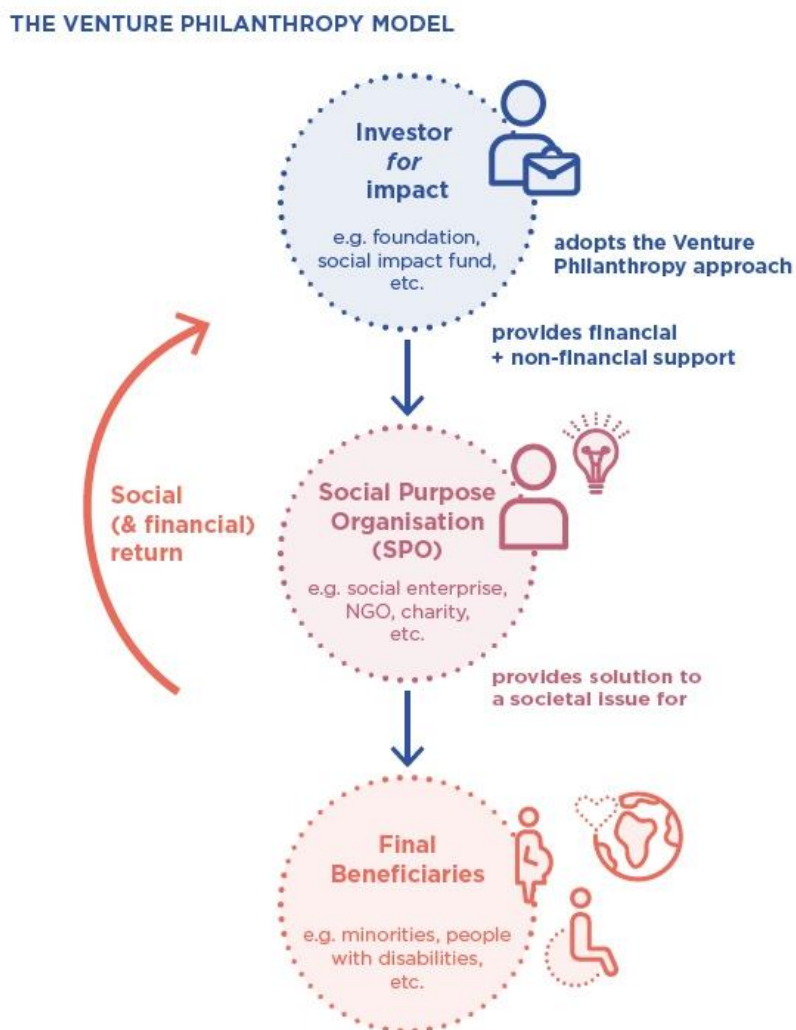 THE VENTURE PHILANTHROPY MODEL
Investor
for
impact
e.g. foundation,
social impact fund,
etc.
adopts the Venture
Philanthropy approach
provides financial
+ non-financial support
Social
(& financial)
return
Social Purpose
Organisation
(SPO)
e.g. social enterprise,
NGO, charity,
etc.
provides solution to
a societal issue for
Final
Beneficiaries
e.g. minorities, people
with disabilities,
etc.